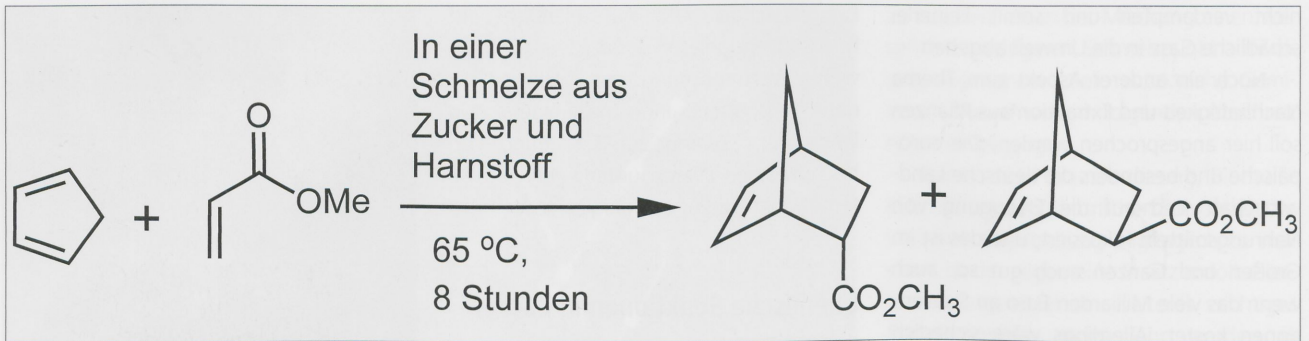 In einer
Schmelze aus
Zucker und
Harnstoff
O
OMe
+
65 °C,
8 Stunden
+
CO₂CH₃
CO₂CH₃